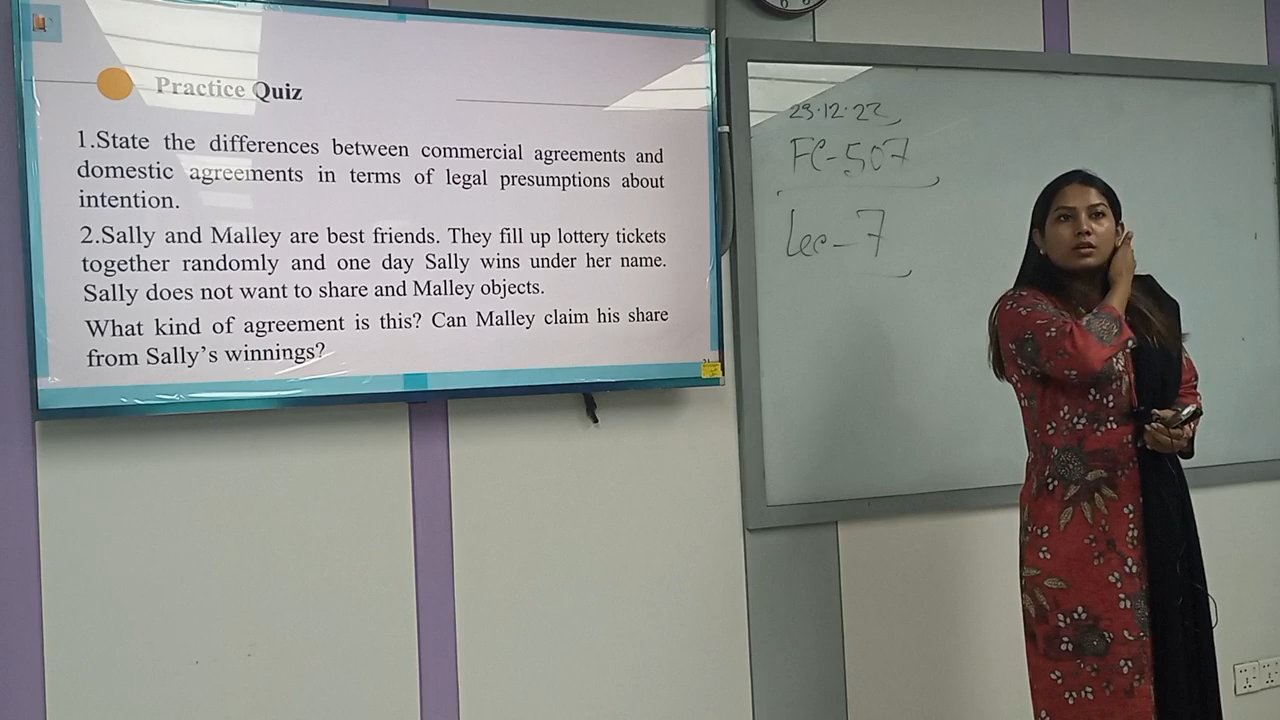 Practice Quiz
1.State the differences between commercial agreements and
domestic agreements in terms of legal presumptions about
intention.
2.Sally and Malley are best friends. They fill up lottery tickets
together randomly and one day Sally wins under her name.
Sally does not want to share and Malley objects.
What kind of agreement is this? Can Malley claim his share
from Sally's winnings?
29.12.22
FC-507
Lec-7